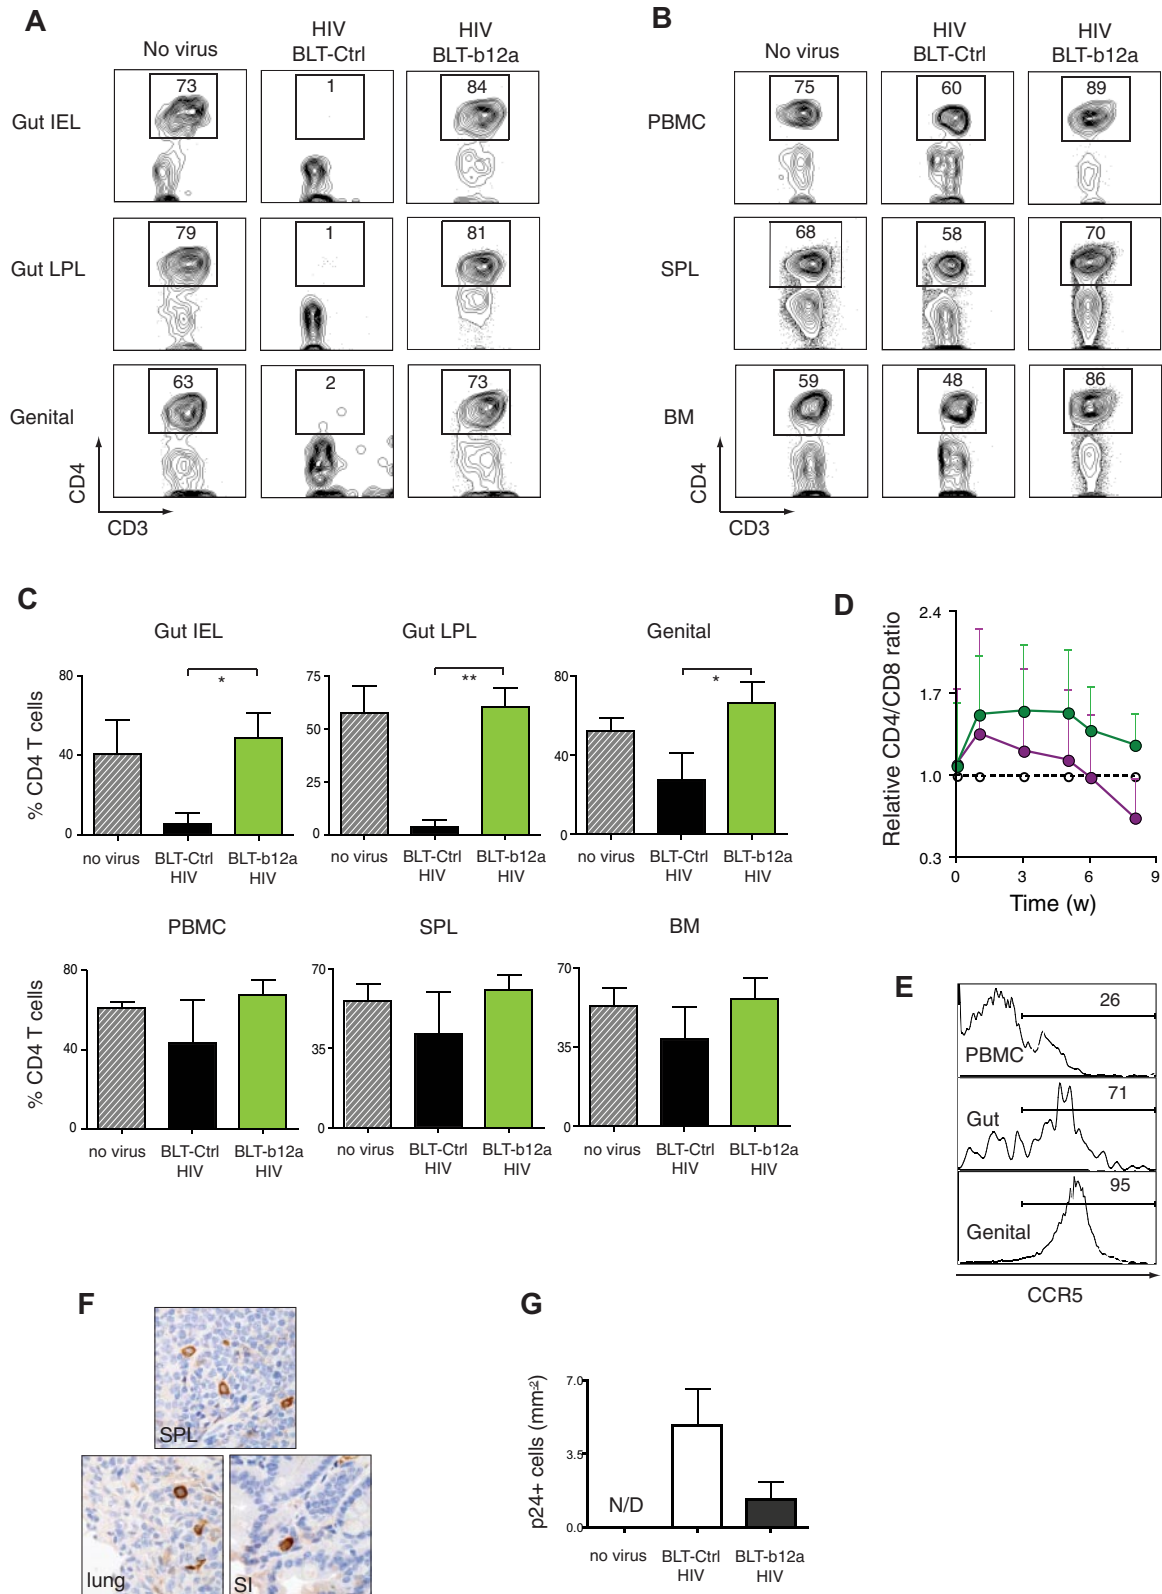 A
No virus
HIV
BLT-Ctrl
HIV
BLT-b12a
Gut IEL
73
1
84
Gut LPL
79
1
81
Genital
63
2
73
CD4
CD3
B
No virus
HIV
BLT-Ctrl
HIV
BLT-b12a
PBMC
75
60
89
SPL
68
58
70
BM
59
48
86
CD4
CD3
C
Gut IEL
% CD4 T cells
80
40
0
*
no virus
BLT-Ctrl
HIV
BLT-b12a
HIV
Gut LPL
75
50
25
0
**
no virus
BLT-Ctrl
HIV
BLT-b12a
HIV
Genital
80
40
0
*
no virus
BLT-Ctrl
HIV
BLT-b12a
HIV
PBMC
% CD4 T cells
80
40
0
no virus
BLT-Ctrl
HIV
BLT-b12a
HIV
SPL
70
35
0
no virus
BLT-Ctrl
HIV
BLT-b12a
HIV
BM
70
35
0
no virus
BLT-Ctrl
HIV
BLT-b12a
HIV
D
Relative CD4/CD8 ratio
2.4
1.7
1.0
0.3
0 3 6 9
Time (w)
E
26
PBMC
71
Gut
95
Genital
CCR5
F
SPL
lung
SI
G
p24+ cells (mm-2)
7.0
3.5
0.0
N/D
no virus
BLT-Ctrl
HIV
BLT-b12a
HIV